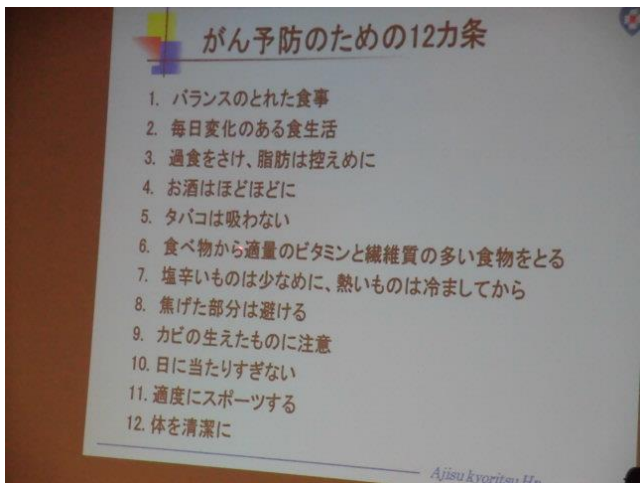 がん予防のための12カ条
1. バランスのとれた食事
2. 毎日変化のある食生活
3. 過食をさけ、脂肪は控えめに
4. お酒はほどほどに
5. タバコは吸わない
6. 食べ物から適量のビタミンと繊維質の多い食物をとる
7. 塩辛いものは少なめに、熱いものは冷ましてから
8. 焦げた部分は避ける
9. カビの生えたものに注意
10. 日に当たりすぎない
11. 適度にスポーツする
12. 体を清潔に
Ajisu kyoritsu